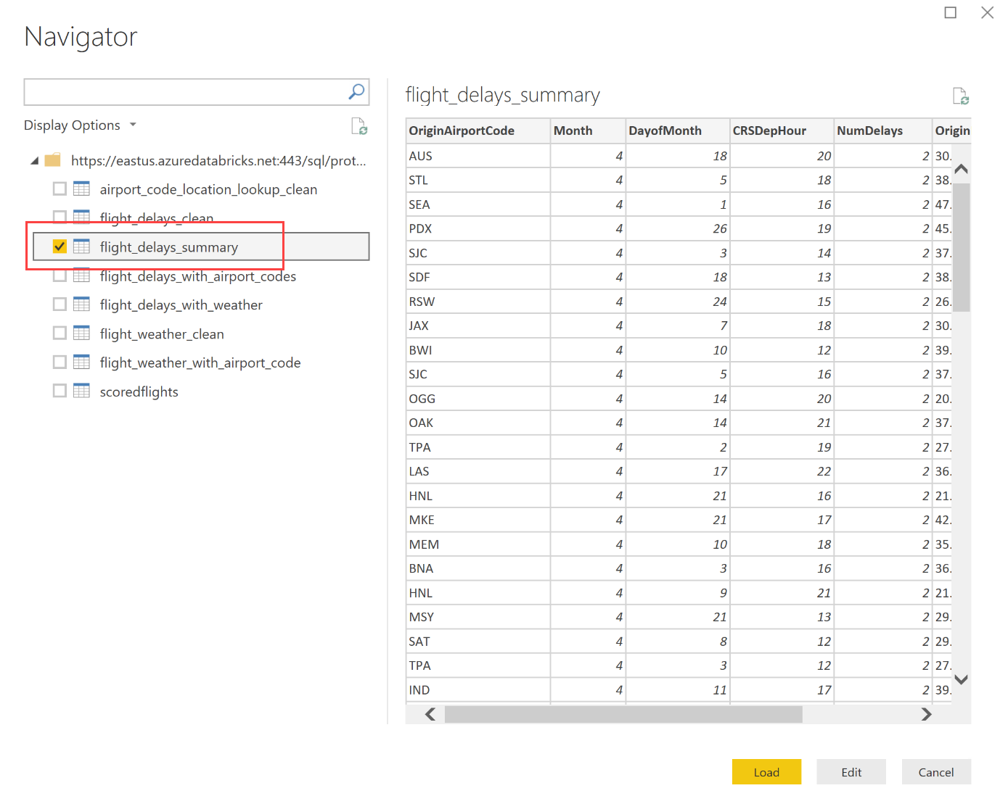 Navigator
Display Options
https://eastus.azuredatabricks.net:443/sql/prot...
airport_code_location_lookup_clean
flight_delays_clean
flight_delays_summary
flight_delays_with_airport_codes
flight_delays_with_weather
flight_weather_clean
flight_weather_with_airport_code
scoredflights
flight_delays_summary
OriginAirportCode Month DayofMonth CRSDepHour NumDelays Origin
AUS 4 18 20 2 30.
STL 4 5 18 2 38.
SEA 4 1 16 2 47.
PDX 4 26 19 2 45.
SJC 4 3 14 2 37.
SDF 4 18 13 2 38.
RSW 4 24 15 2 26.
JAX 4 7 18 2 30.
BWI 4 10 12 2 39.
SJC 4 5 16 2 37.
OGG 4 14 20 2 20.
OAK 4 14 21 2 37.
TPA 4 2 19 2 27.
LAS 4 17 22 2 36.
HNL 4 21 16 2 21.
MKE 4 21 17 2 42.
MEM 4 10 18 2 35.
BNA 4 3 16 2 36.
HNL 4 9 21 2 21.
MSY 4 21 13 2 29.
SAT 4 8 12 2 29.
TPA 4 3 12 2 27.
IND 4 11 17 2 39.
Load Edit Cancel